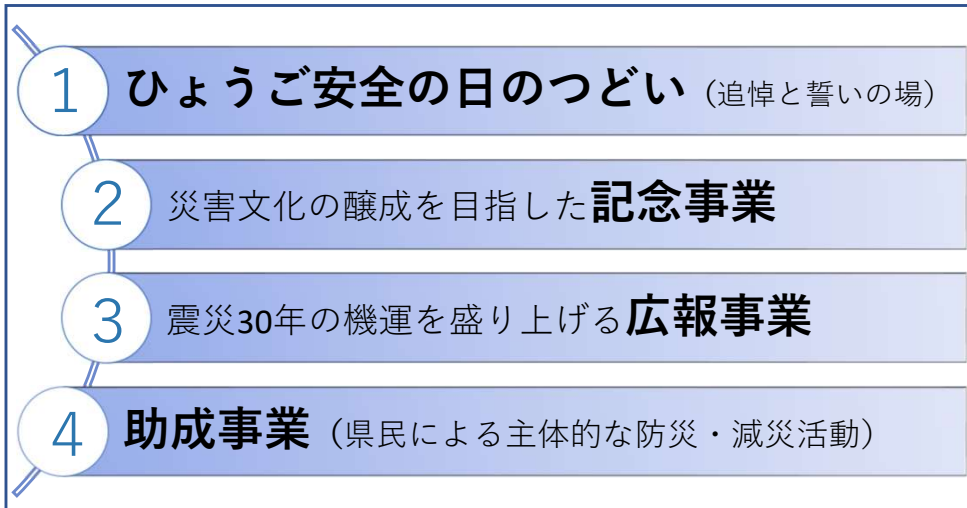 1 ひょうご安全の日のつどい（追悼と誓いの場）
2 災害文化の醸成を目指した記念事業
3 震災30年の機運を盛り上げる広報事業
4 助成事業（県民による主体的な防災・減災活動）